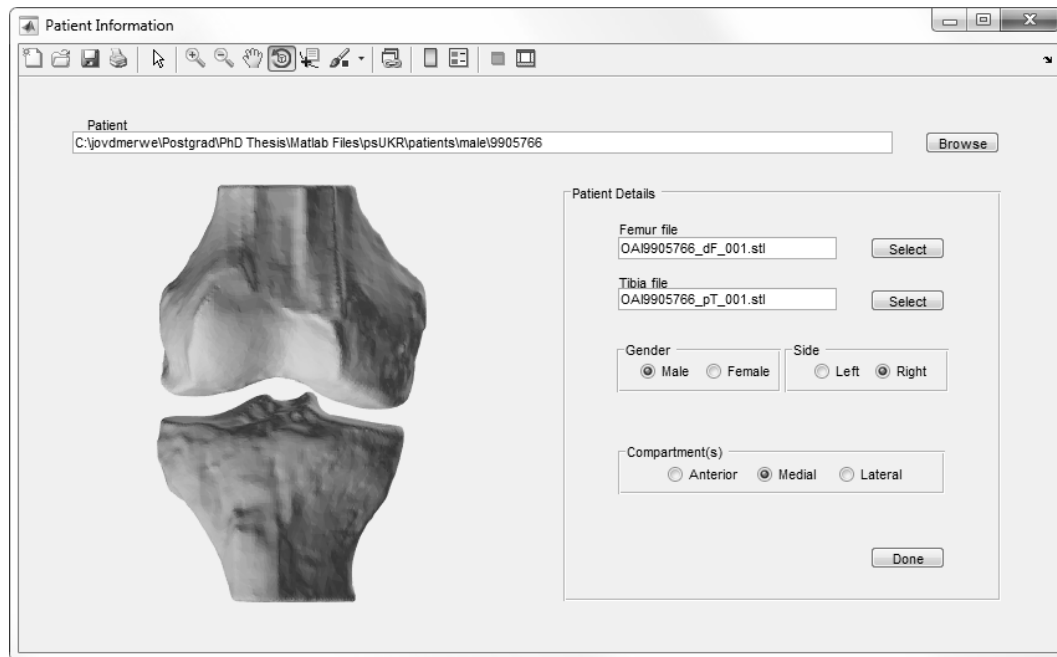 Patient Information
Patient
C:\jovdmerwe\Postgrad\PhD Thesis\Matlab Files\psUKR\patients\male\9905766
Browse
Patient Details
Femur file
OAI9905766_dF_001.stl
Select
Tibia file
OAI9905766_pT_001.stl
Select
Gender
Side
Male Female Left Right
Compartment(s)
Anterior Medial Lateral
Done